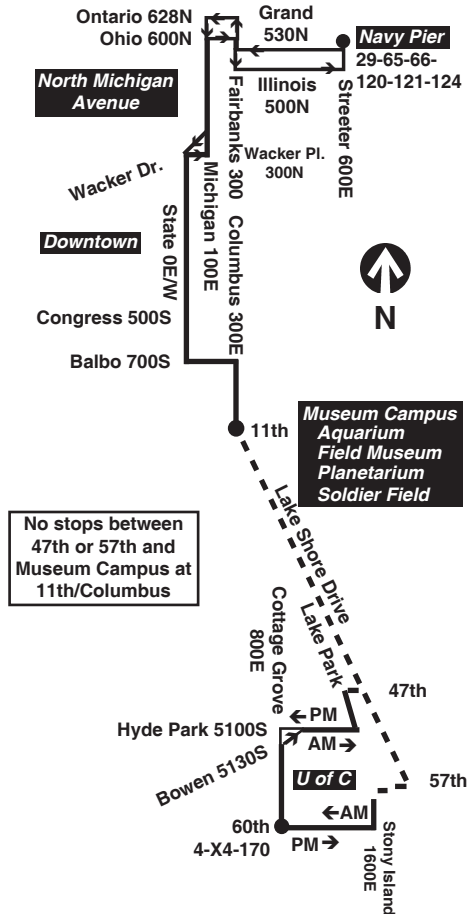 Ontario 628N
Ohio 600N
Grand
530N
Navy Pier
29-65-66-
120-121-124
North Michigan
Avenue
Illinois
500N
Fairbanks 300
Streeter 600E
Wacker Pl.
300N
Wacker Dr.
Michigan 100E
Columbus 300E
State 0E/W
Downtown
N
Congress 500S
Balbo 700S
11th
Museum Campus
Aquarium
Field Museum
Planetarium
Soldier Field
No stops between
47th or 57th and
Museum Campus at
11th/Columbus
Lake Shore Drive
Lake Park
Cottage Grove
800E
47th
PM
Hyde Park 5100S
AM
Bowen 5130S
U of C
57th
AM
60th
4-X4-170
PM
Stony Island
1600E